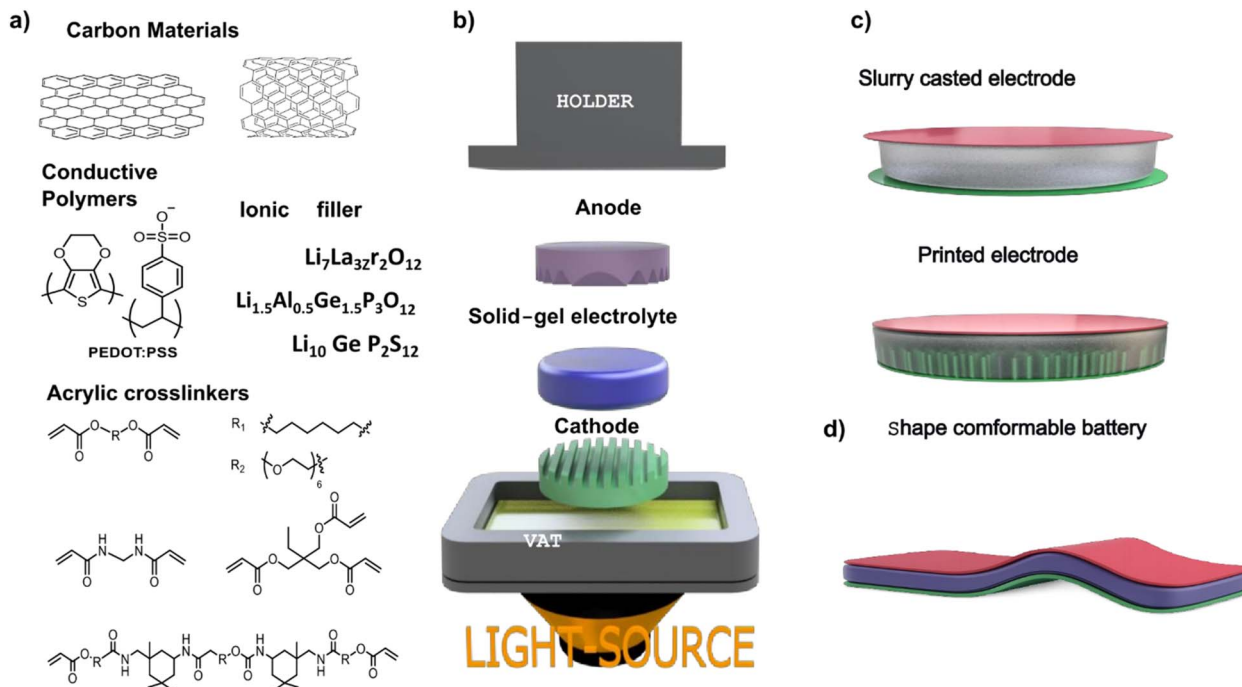 a)
Carbon Materials
Conductive
Polymers
O⁻
O=S=O
O
O
S
( )
( )
PEDOT:PSS
Ionic filler
Li₇La₃Zr₂O₁₂
Li₁.₅Al₀.₅Ge₁.₅P₃O₁₂
Li₁₀ Ge P₂S₁₂
Acrylic crosslinkers
O R O
O O
R₁
R₂ (O)₆
H H
N N
O O
O
O
O O
O O
O H H O H H O
O R N N R O N N R O
O O O O
b)
HOLDER
Anode
Solid-gel electrolyte
Cathode
VAT
LIGHT-SOURCE
c)
Slurry casted electrode
Printed electrode
d)
Shape comformable battery